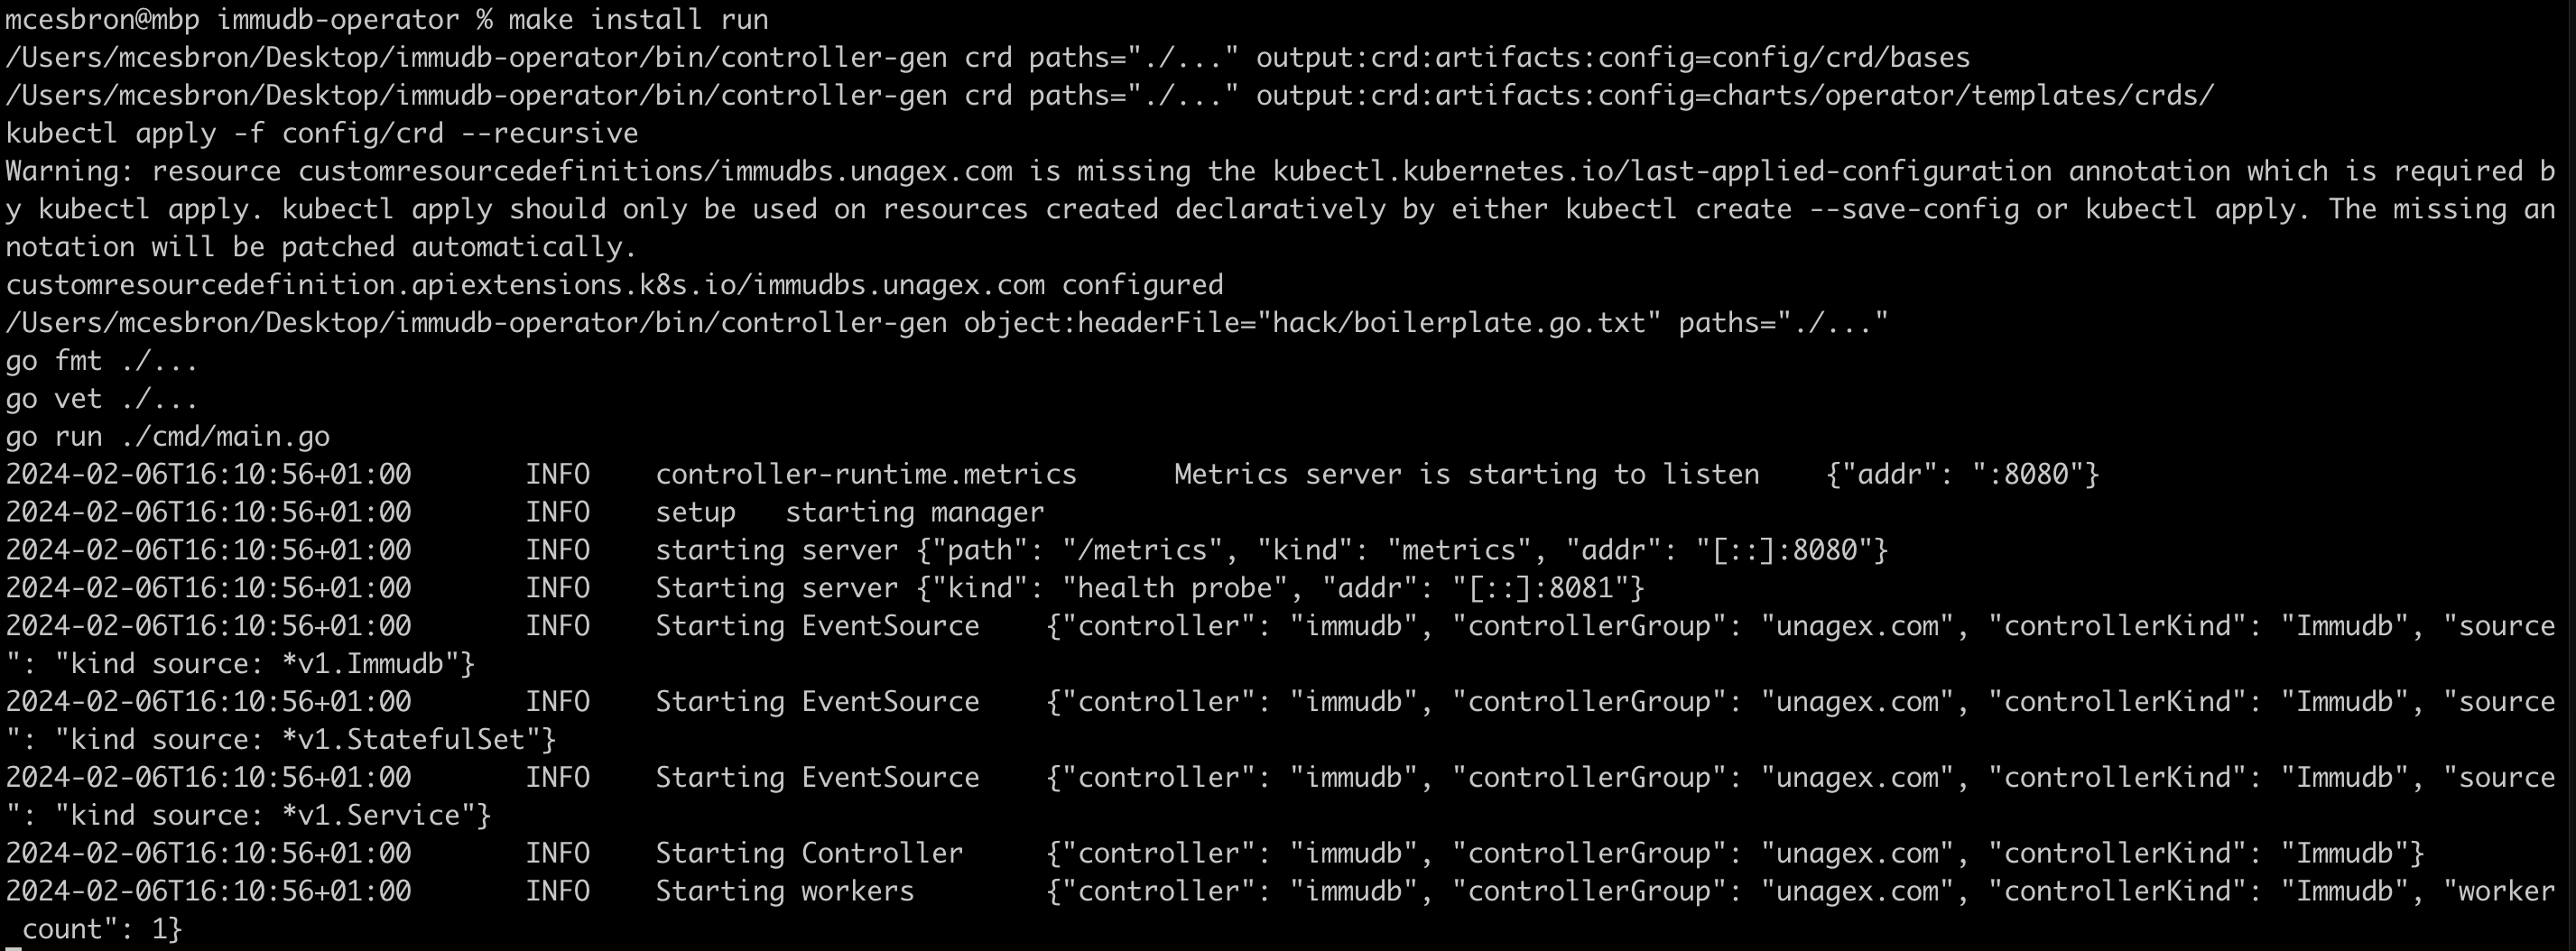 mcesbron@mbp immudb-operator % make install run
/Users/mcesbron/Desktop/immudb-operator/bin/controller-gen crd paths="./..." output:crd:artifacts:config=config/crd/bases
/Users/mcesbron/Desktop/immudb-operator/bin/controller-gen crd paths="./..." output:crd:artifacts:config=charts/operator/templates/crds/
kubectl apply -f config/crd --recursive
Warning: resource customresourcedefinitions/immudbs.unagex.com is missing the kubectl.kubernetes.io/last-applied-configuration annotation which is required b
y kubectl apply. kubectl apply should only be used on resources created declaratively by either kubectl create --save-config or kubectl apply. The missing an
notation will be patched automatically.
customresourcedefinition.apiextensions.k8s.io/immudbs.unagex.com configured
/Users/mcesbron/Desktop/immudb-operator/bin/controller-gen object:headerFile="hack/boilerplate.go.txt" paths="./..."
go fmt ./...
go vet ./...
go run ./cmd/main.go
2024-02-06T16:10:56+01:00	INFO	controller-runtime.metrics	Metrics server is starting to listen	{"addr": ":8080"}
2024-02-06T16:10:56+01:00	INFO	setup	starting manager
2024-02-06T16:10:56+01:00	INFO	starting server	{"path": "/metrics", "kind": "metrics", "addr": "[::]:8080"}
2024-02-06T16:10:56+01:00	INFO	Starting server	{"kind": "health probe", "addr": "[::]:8081"}
2024-02-06T16:10:56+01:00	INFO	Starting EventSource	{"controller": "immudb", "controllerGroup": "unagex.com", "controllerKind": "Immudb", "source
": "kind source: *v1.Immudb"}
2024-02-06T16:10:56+01:00	INFO	Starting EventSource	{"controller": "immudb", "controllerGroup": "unagex.com", "controllerKind": "Immudb", "source
": "kind source: *v1.StatefulSet"}
2024-02-06T16:10:56+01:00	INFO	Starting EventSource	{"controller": "immudb", "controllerGroup": "unagex.com", "controllerKind": "Immudb", "source
": "kind source: *v1.Service"}
2024-02-06T16:10:56+01:00	INFO	Starting Controller	{"controller": "immudb", "controllerGroup": "unagex.com", "controllerKind": "Immudb"}
2024-02-06T16:10:56+01:00	INFO	Starting workers	{"controller": "immudb", "controllerGroup": "unagex.com", "controllerKind": "Immudb", "worker
 count": 1}